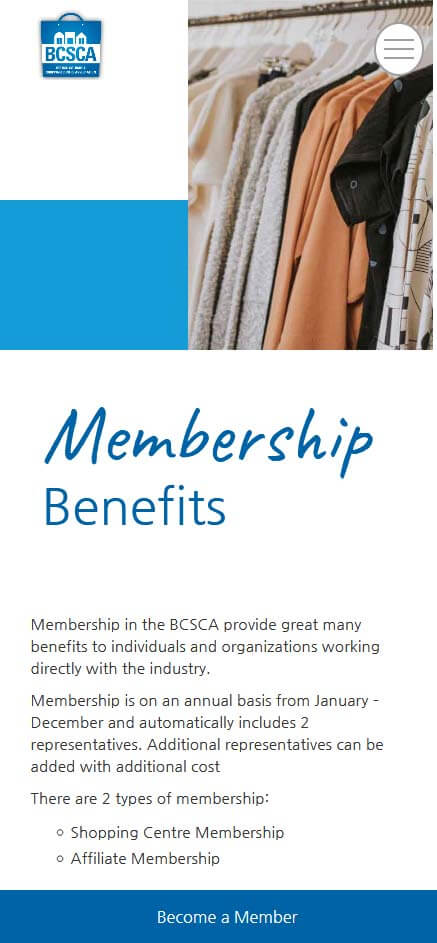 BCSCA
Membership
Benefits
Membership in the BCSCA provide great many
benefits to individuals and organizations working
directly with the industry.
Membership is on an annual basis from January –
December and automatically includes 2
representatives. Additional representatives can be
added with additional cost
There are 2 types of membership:
Shopping Centre Membership
Affiliate Membership
Become a Member